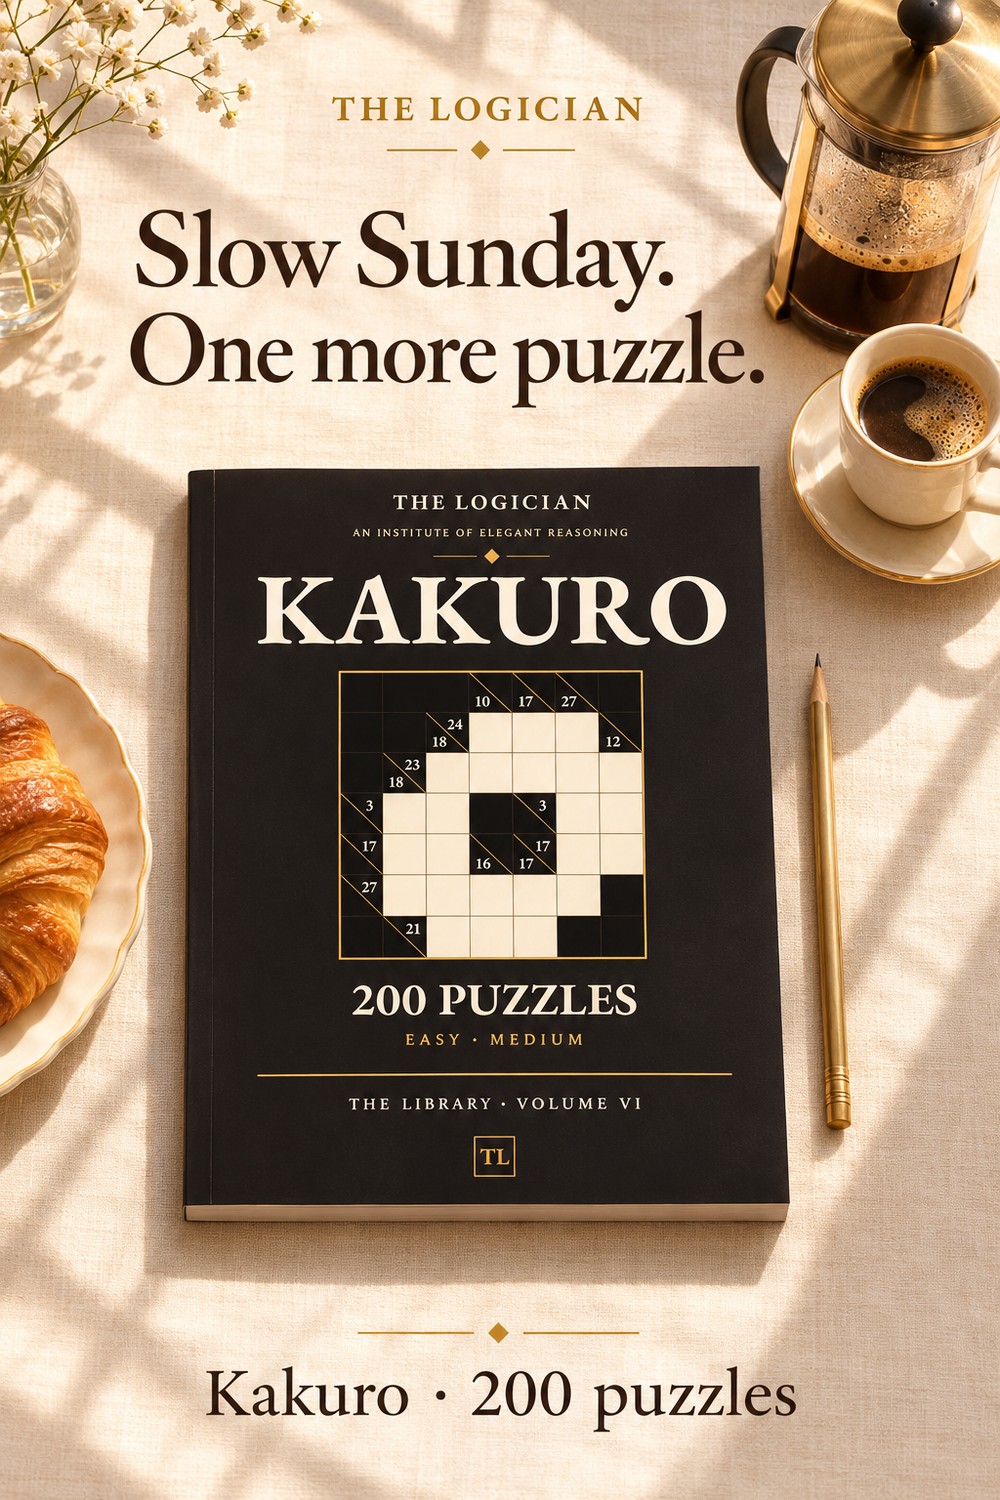 THE LOGICIAN
Slow Sunday.
One more puzzle.
THE LOGICIAN
AN INSTITUTE OF ELEGANT REASONING
KAKURO
10 17 27
24
18 12
23
18
3 3
17 17
16 17
27
21
200 PUZZLES
EASY · MEDIUM
THE LIBRARY · VOLUME VI
TL
Kakuro · 200 puzzles